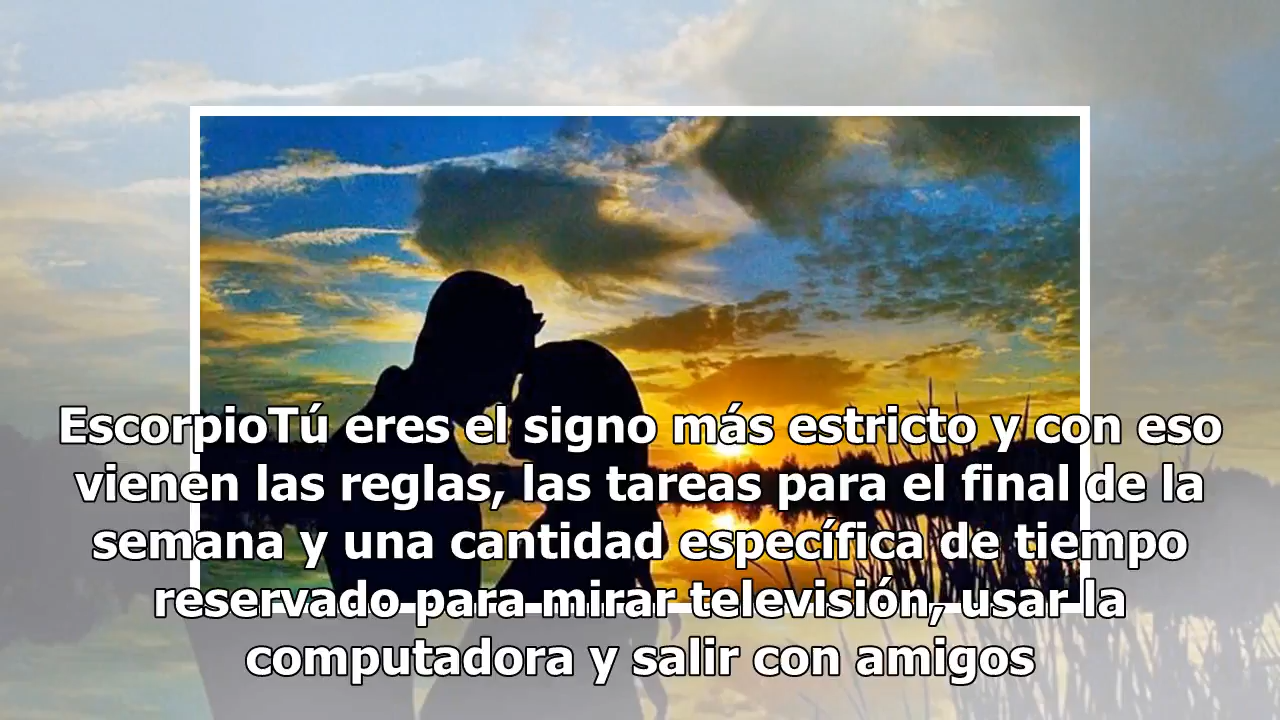 EscorpioTú eres el signo más estricto y con eso
vienen las reglas, las tareas para el final de la
semana y una cantidad específica de tiempo
reservado para mirar televisión, usar la
computadora y salir con amigos